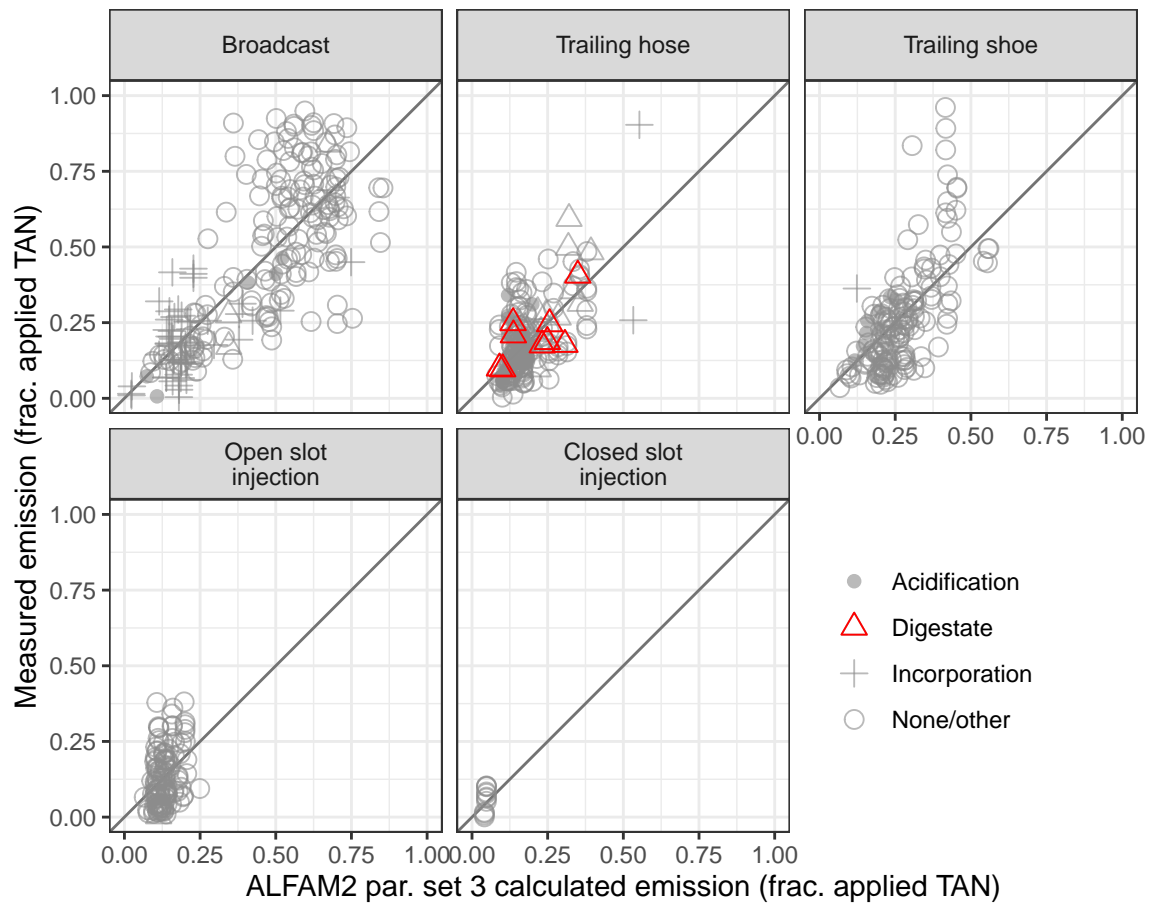 Broadcast
Trailing hose
Trailing shoe
1.00
0.75
0.50
0.25
0.00
0.00 0.25 0.50 0.75 1.00
Open slot
injection
Closed slot
injection
1.00
0.75
0.50
0.25
0.00
0.00 0.25 0.50 0.75 1.00
0.00 0.25 0.50 0.75 1.00
Measured emission (frac. applied TAN)
ALFAM2 par. set 3 calculated emission (frac. applied TAN)
Acidification
Digestate
Incorporation
None/other